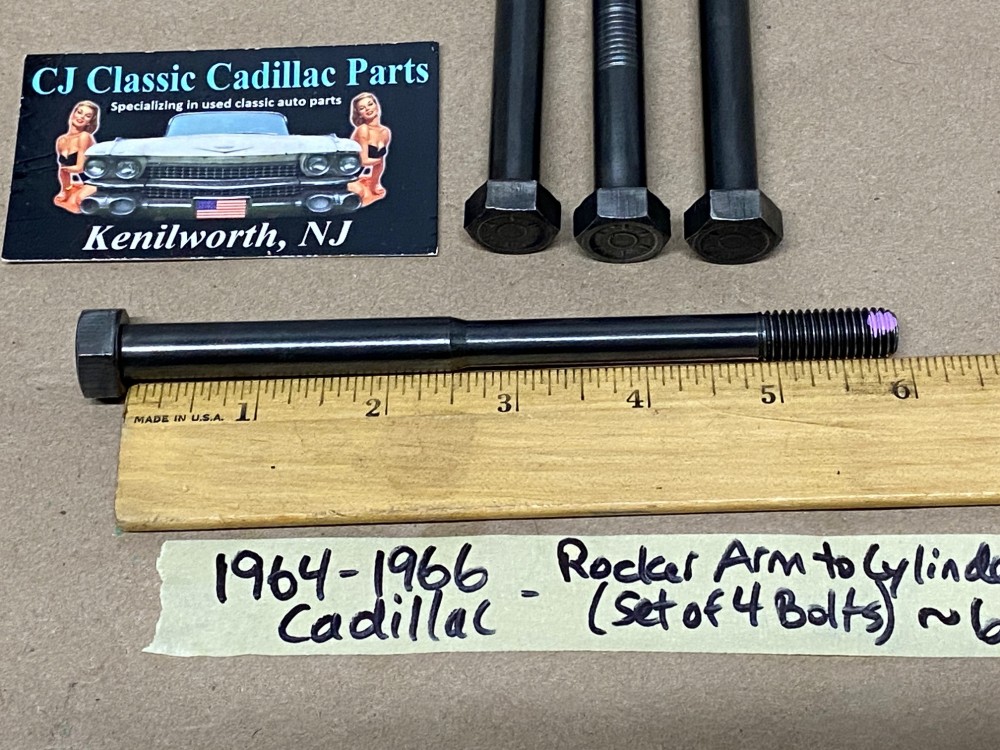 CJ Classic Cadillac Parts
Specializing in used classic auto parts
Kenilworth, NJ
1 2 3 4 5 6
MADE IN U.S.A.
1964-1966 - Rocker Arm to Cylinde
Cadillac (Set of 4 Bolts) ~6